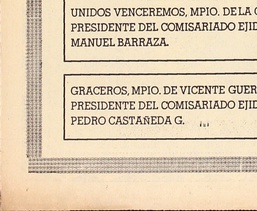 UNIDOS VENCEREMOS, MPIO. DE LA
PRESIDENTE DEL COMISARIADO EJID
MANUEL BARRAZA.
GRACEROS, MPIO. DE VICENTE GUER
PRESIDENTE DEL COMISARIADO EJID
PEDRO CASTAÑEDA G.